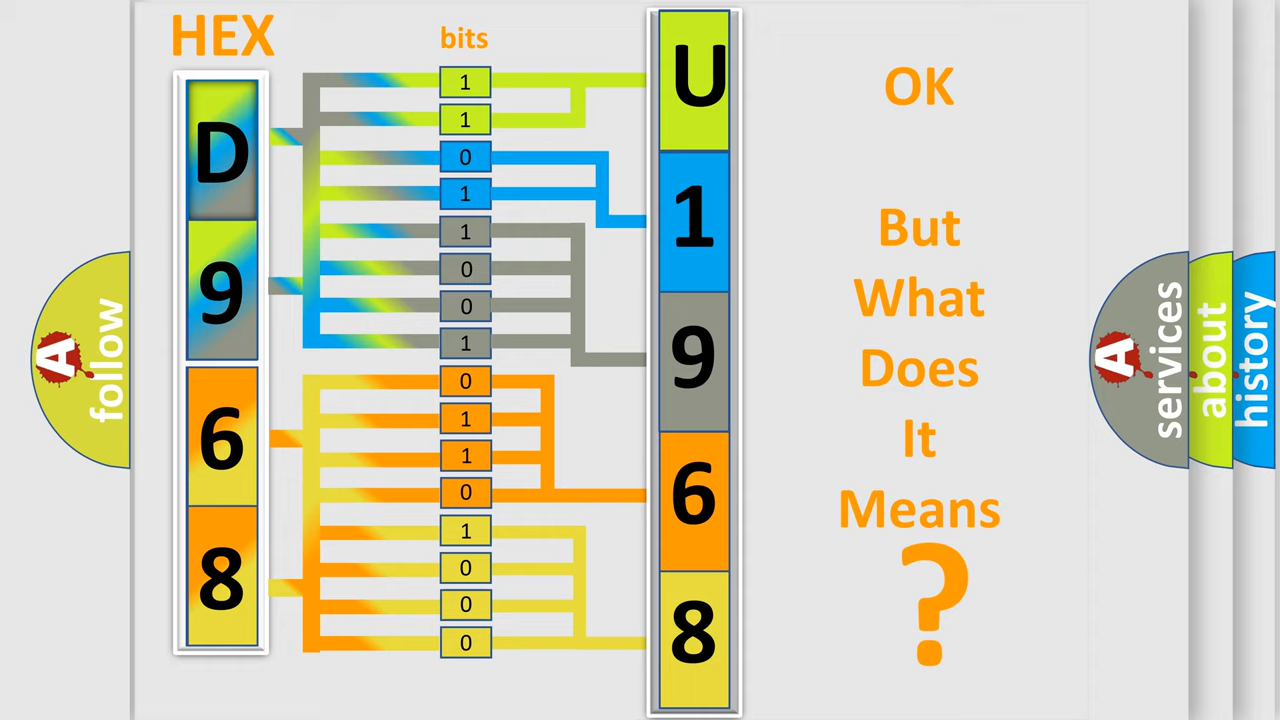 HEX
bits
D
9
6
8
1
1
0
1
1
0
0
1
0
1
1
0
1
0
0
0
U
1
9
6
8
OK
But
What
Does
It
Means
?
A
follow
A
services
about
history